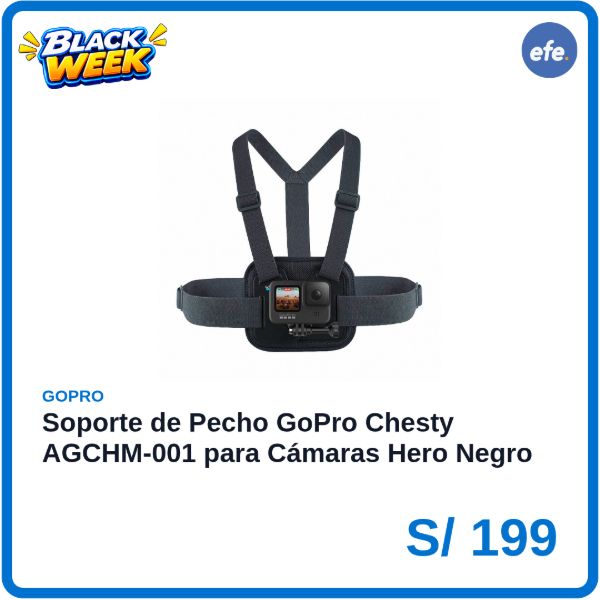 BLACK
WEEK
efe.
GOPRO
Soporte de Pecho GoPro Chesty
AGCHM-001 para Cámaras Hero Negro
S/ 199